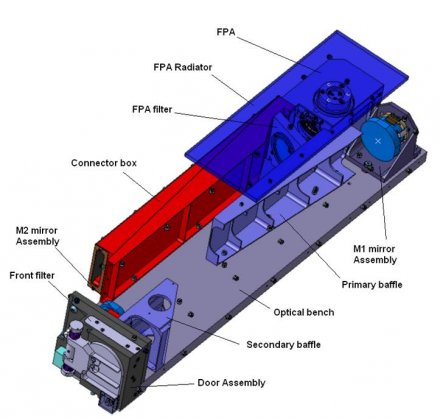 FPA
FPA Radiator
FPA filter
Connector box
M2 mirror
Assembly
Front filter
M1 mirror
Assembly
Primary baffle
Optical bench
Secondary baffle
Door Assembly